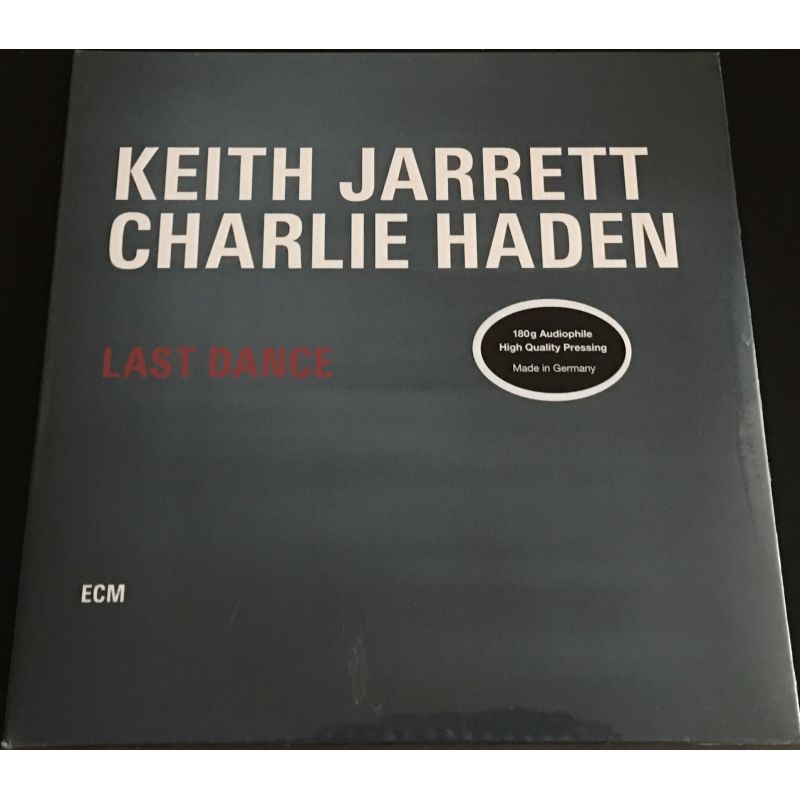 KEITH JARRETT
CHARLIE HADEN
LAST DANCE
180g Audiophile
High Quality Pressing
Made in Germany
ECM